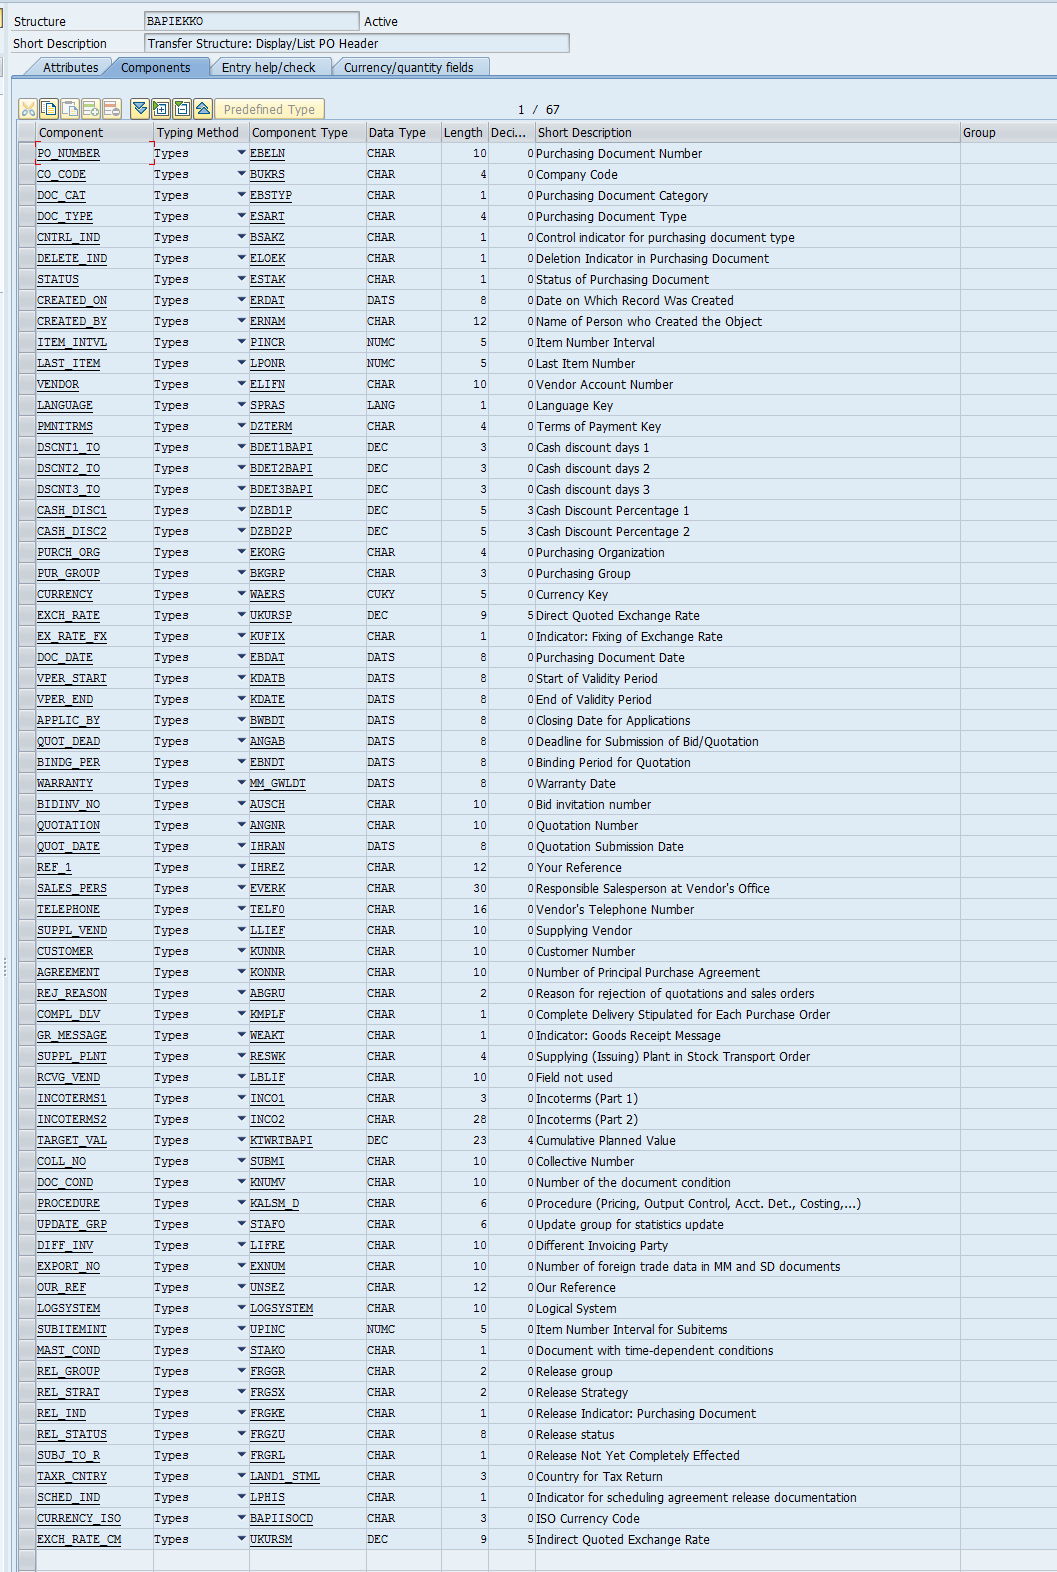 Structure BAPIEKKO Active
Short Description Transfer Structure: Display/List PO Header
Attributes Components Entry help/check Currency/quantity fields
Predefined Type 1 / 67
Component Typing Method Component Type Data Type Length Deci... Short Description Group
PO_NUMBER Types EBELN CHAR 10 0 Purchasing Document Number
CO_CODE Types BUKRS CHAR 4 0 Company Code
DOC_CAT Types EBSTYP CHAR 1 0 Purchasing Document Category
DOC_TYPE Types ESART CHAR 4 0 Purchasing Document Type
CNTRL_IND Types BSAKZ CHAR 1 0 Control indicator for purchasing document type
DELETE_IND Types ELOEK CHAR 1 0 Deletion Indicator in Purchasing Document
STATUS Types ESTAK CHAR 1 0 Status of Purchasing Document
CREATED_ON Types ERDAT DATS 8 0 Date on Which Record Was Created
CREATED_BY Types ERNAM CHAR 12 0 Name of Person who Created the Object
ITEM_INTVL Types PINCR NUMC 5 0 Item Number Interval
LAST_ITEM Types LPONR NUMC 5 0 Last Item Number
VENDOR Types ELIFN CHAR 10 0 Vendor Account Number
LANGUAGE Types SPRAS LANG 1 0 Language Key
PMNTTRMS Types DZTERM CHAR 4 0 Terms of Payment Key
DSCNT1_TO Types BDET1BAPI DEC 3 0 Cash discount days 1
DSCNT2_TO Types BDET2BAPI DEC 3 0 Cash discount days 2
DSCNT3_TO Types BDET3BAPI DEC 3 0 Cash discount days 3
CASH_DISC1 Types DZBD1P DEC 5 3 Cash Discount Percentage 1
CASH_DISC2 Types DZBD2P DEC 5 3 Cash Discount Percentage 2
PURCH_ORG Types EKORG CHAR 4 0 Purchasing Organization
PUR_GROUP Types BKGRP CHAR 3 0 Purchasing Group
CURRENCY Types WAERS CUKY 5 0 Currency Key
EXCH_RATE Types UKURSP DEC 9 5 Direct Quoted Exchange Rate
EX_RATE_FX Types KUFIX CHAR 1 0 Indicator: Fixing of Exchange Rate
DOC_DATE Types EBDAT DATS 8 0 Purchasing Document Date
VPER_START Types KDATB DATS 8 0 Start of Validity Period
VPER_END Types KDATE DATS 8 0 End of Validity Period
APPLIC_BY Types BWBDT DATS 8 0 Closing Date for Applications
QUOT_DEAD Types ANGAB DATS 8 0 Deadline for Submission of Bid/Quotation
BINDG_PER Types EBNDT DATS 8 0 Binding Period for Quotation
WARRANTY Types MM_GWLDT DATS 8 0 Warranty Date
BIDINV_NO Types AUSCH CHAR 10 0 Bid invitation number
QUOTATION Types ANGNR CHAR 10 0 Quotation Number
QUOT_DATE Types IHRAN DATS 8 0 Quotation Submission Date
REF_1 Types IHREZ CHAR 12 0 Your Reference
SALES_PERS Types EVERK CHAR 30 0 Responsible Salesperson at Vendor's Office
TELEPHONE Types TELF0 CHAR 16 0 Vendor's Telephone Number
SUPPL_VEND Types LLIEF CHAR 10 0 Supplying Vendor
CUSTOMER Types KUNNR CHAR 10 0 Customer Number
AGREEMENT Types KONNR CHAR 10 0 Number of Principal Purchase Agreement
REJ_REASON Types ABGRU CHAR 2 0 Reason for rejection of quotations and sales orders
COMPL_DLV Types KMPLF CHAR 1 0 Complete Delivery Stipulated for Each Purchase Order
GR_MESSAGE Types WEAKT CHAR 1 0 Indicator: Goods Receipt Message
SUPPL_PLNT Types RESWK CHAR 4 0 Supplying (Issuing) Plant in Stock Transport Order
RCVG_VEND Types LBLIF CHAR 10 0 Field not used
INCOTERMS1 Types INCO1 CHAR 3 0 Incoterms (Part 1)
INCOTERMS2 Types INCO2 CHAR 28 0 Incoterms (Part 2)
TARGET_VAL Types KTWRTBAPI DEC 23 4 Cumulative Planned Value
COLL_NO Types SUBMI CHAR 10 0 Collective Number
DOC_COND Types KNUMV CHAR 10 0 Number of the document condition
PROCEDURE Types KALSM_D CHAR 6 0 Procedure (Pricing, Output Control, Acct. Det., Costing,...)
UPDATE_GRP Types STAFO CHAR 6 0 Update group for statistics update
DIFF_INV Types LIFRE CHAR 10 0 Different Invoicing Party
EXPORT_NO Types EXNUM CHAR 10 0 Number of foreign trade data in MM and SD documents
OUR_REF Types UNSEZ CHAR 12 0 Our Reference
LOGSYSTEM Types LOGSYSTEM CHAR 10 0 Logical System
SUBITEMINT Types UPINC NUMC 5 0 Item Number Interval for Subitems
MAST_COND Types STAKO CHAR 1 0 Document with time-dependent conditions
REL_GROUP Types FRGGR CHAR 2 0 Release group
REL_STRAT Types FRGSX CHAR 2 0 Release Strategy
REL_IND Types FRGKE CHAR 1 0 Release Indicator: Purchasing Document
REL_STATUS Types FRGZU CHAR 8 0 Release status
SUBJ_TO_R Types FRGRL CHAR 1 0 Release Not Yet Completely Effected
TAXR_CNTRY Types LAND1_STML CHAR 3 0 Country for Tax Return
SCHED_IND Types LPHIS CHAR 1 0 Indicator for scheduling agreement release documentation
CURRENCY_ISO Types BAPIISOCD CHAR 3 0 ISO Currency Code
EXCH_RATE_CM Types UKURSM DEC 9 5 Indirect Quoted Exchange Rate